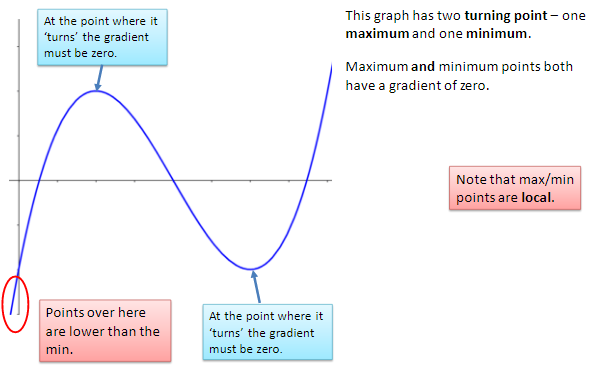 At the point where it
‘turns’ the gradient
must be zero.
This graph has two turning point – one
maximum and one minimum.
Maximum and minimum points both
have a gradient of zero.
Note that max/min
points are local.
Points over here
are lower than the
min.
At the point where it
‘turns’ the gradient
must be zero.